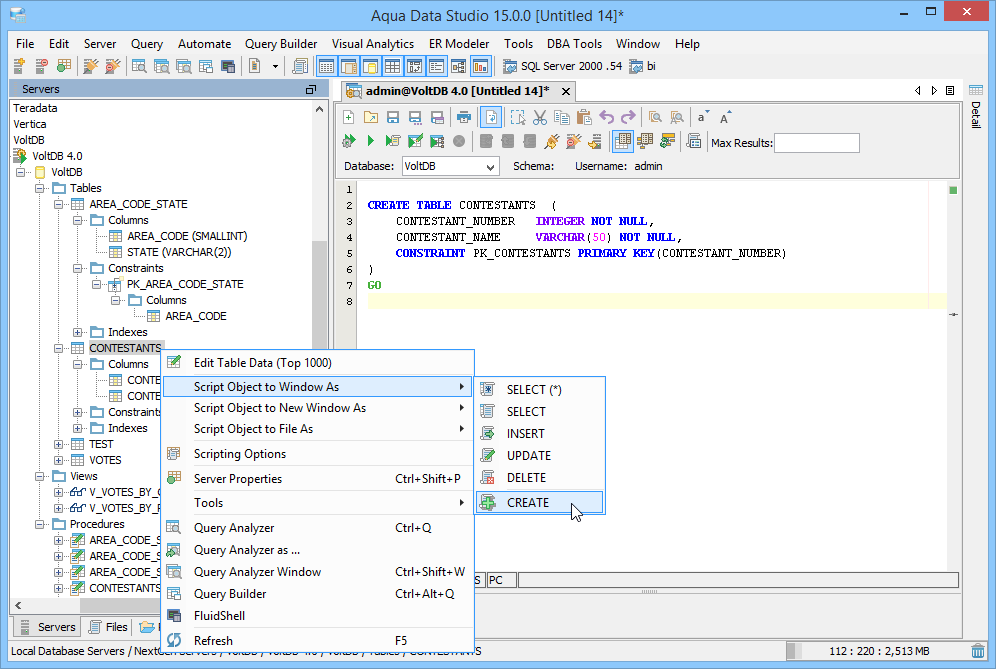 Aqua Data Studio 15.0.0 [Untitled 14]*
File Edit Server Query Automate Query Builder Visual Analytics ER Modeler Tools DBA Tools Window Help
SQL Server 2000 .54 bi
Servers
Teradata
Vertica
VoltDB
VoltDB 4.0
VoltDB
Tables
AREA_CODE_STATE
Columns
AREA_CODE (SMALLINT)
STATE (VARCHAR(2))
Constraints
PK_AREA_CODE_STATE
Columns
AREA_CODE
Indexes
CONTESTANTS
Columns
CONTE
CONTE
Constraints
Indexes
TEST
VOTES
Views
V_VOTES_BY_C
Procedures
AREA_CODE_S
AREA_CODE_S
AREA_CODE_S
CONTESTANTS
Servers Files
admin@VoltDB 4.0 [Untitled 14]*
Detail
Max Results:
Database: VoltDB Schema: Username: admin
1
2 CREATE TABLE CONTESTANTS (
3 CONTESTANT_NUMBER INTEGER NOT NULL,
4 CONTESTANT_NAME VARCHAR(50) NOT NULL,
5 CONSTRAINT PK_CONTESTANTS PRIMARY KEY(CONTESTANT_NUMBER)
6 )
7 GO
8
Edit Table Data (Top 1000)
Script Object to Window As
Script Object to New Window As
Script Object to File As
Scripting Options
Server Properties Ctrl+Shift+P
Tools
Query Analyzer Ctrl+Q
Query Analyzer as ...
Query Analyzer Window Ctrl+Shift+W
Query Builder Ctrl+Alt+Q
FluidShell
Refresh F5
SELECT (*)
SELECT
INSERT
UPDATE
DELETE
CREATE
S PC
Local Database Servers
112 : 220 : 2,513 MB